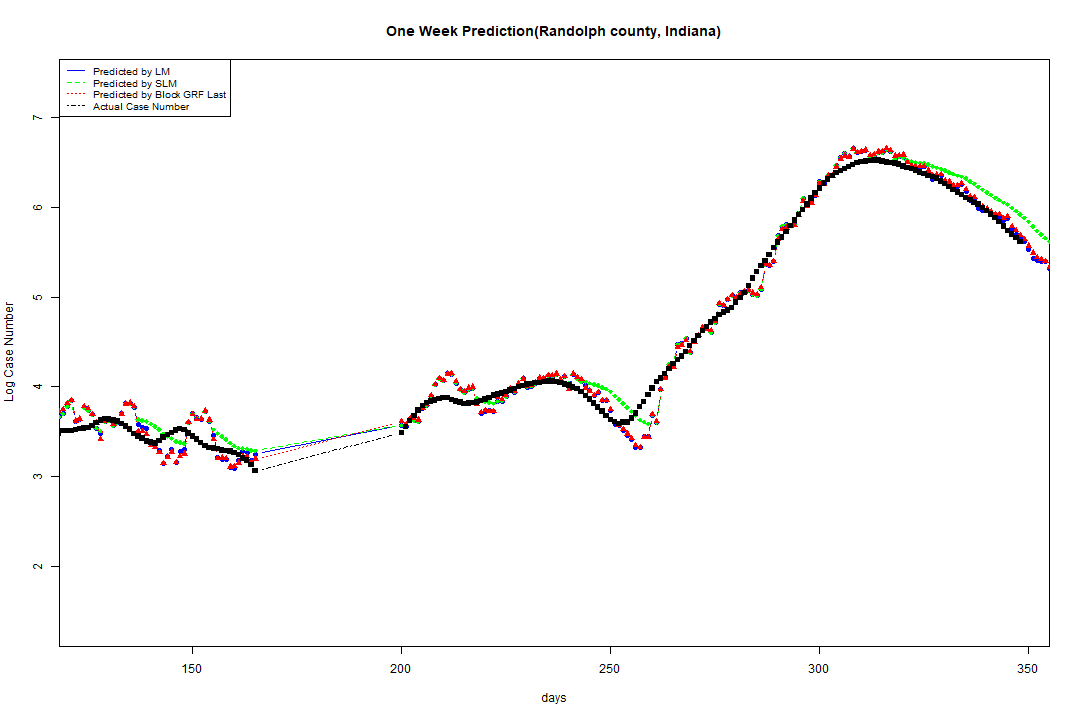 One Week Prediction(Randolph county, Indiana)
Predicted by LM
Predicted by SLM
Predicted by Block GRF Last
Actual Case Number
Log Case Number
7
6
5
4
3
2
150 200 250 300 350
days